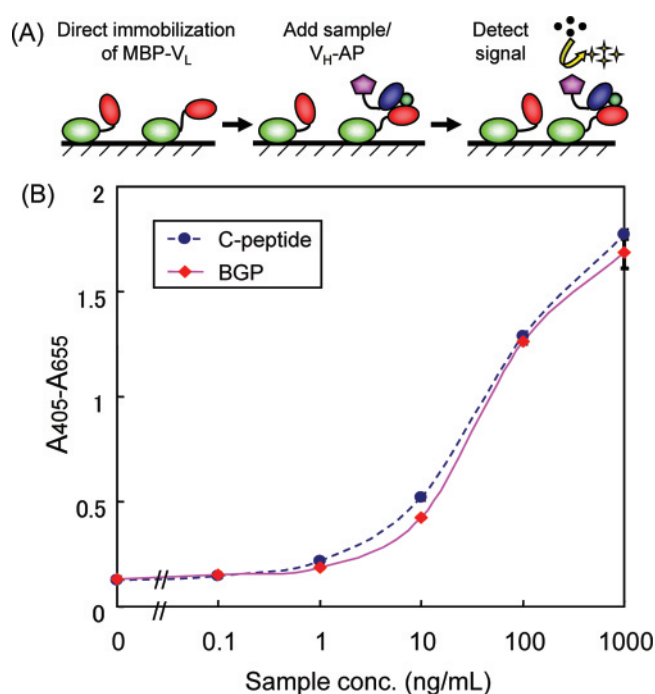 (A) Direct immobilization of MBP-VL
Add sample/ VH-AP
Detect signal
(B)
2
1.5
1
0.5
0
A405-A655
C-peptide
BGP
0 0.1 1 10 100 1000
Sample conc. (ng/mL)